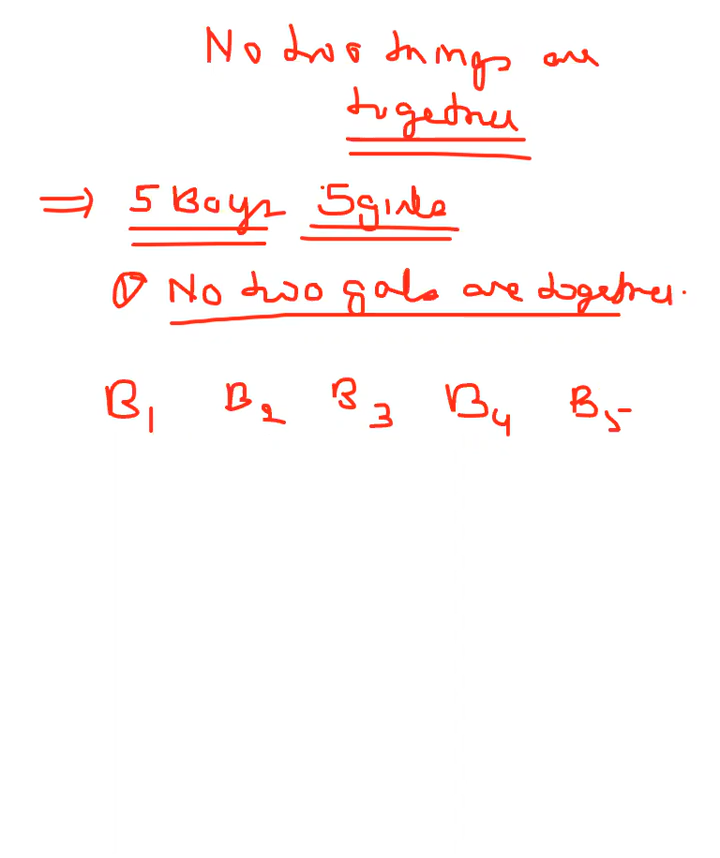 No two things are
together
⇒ 5 Boys 5 girls
① No two gals are together.
B₁ B₂ B₃ B₄ B₅